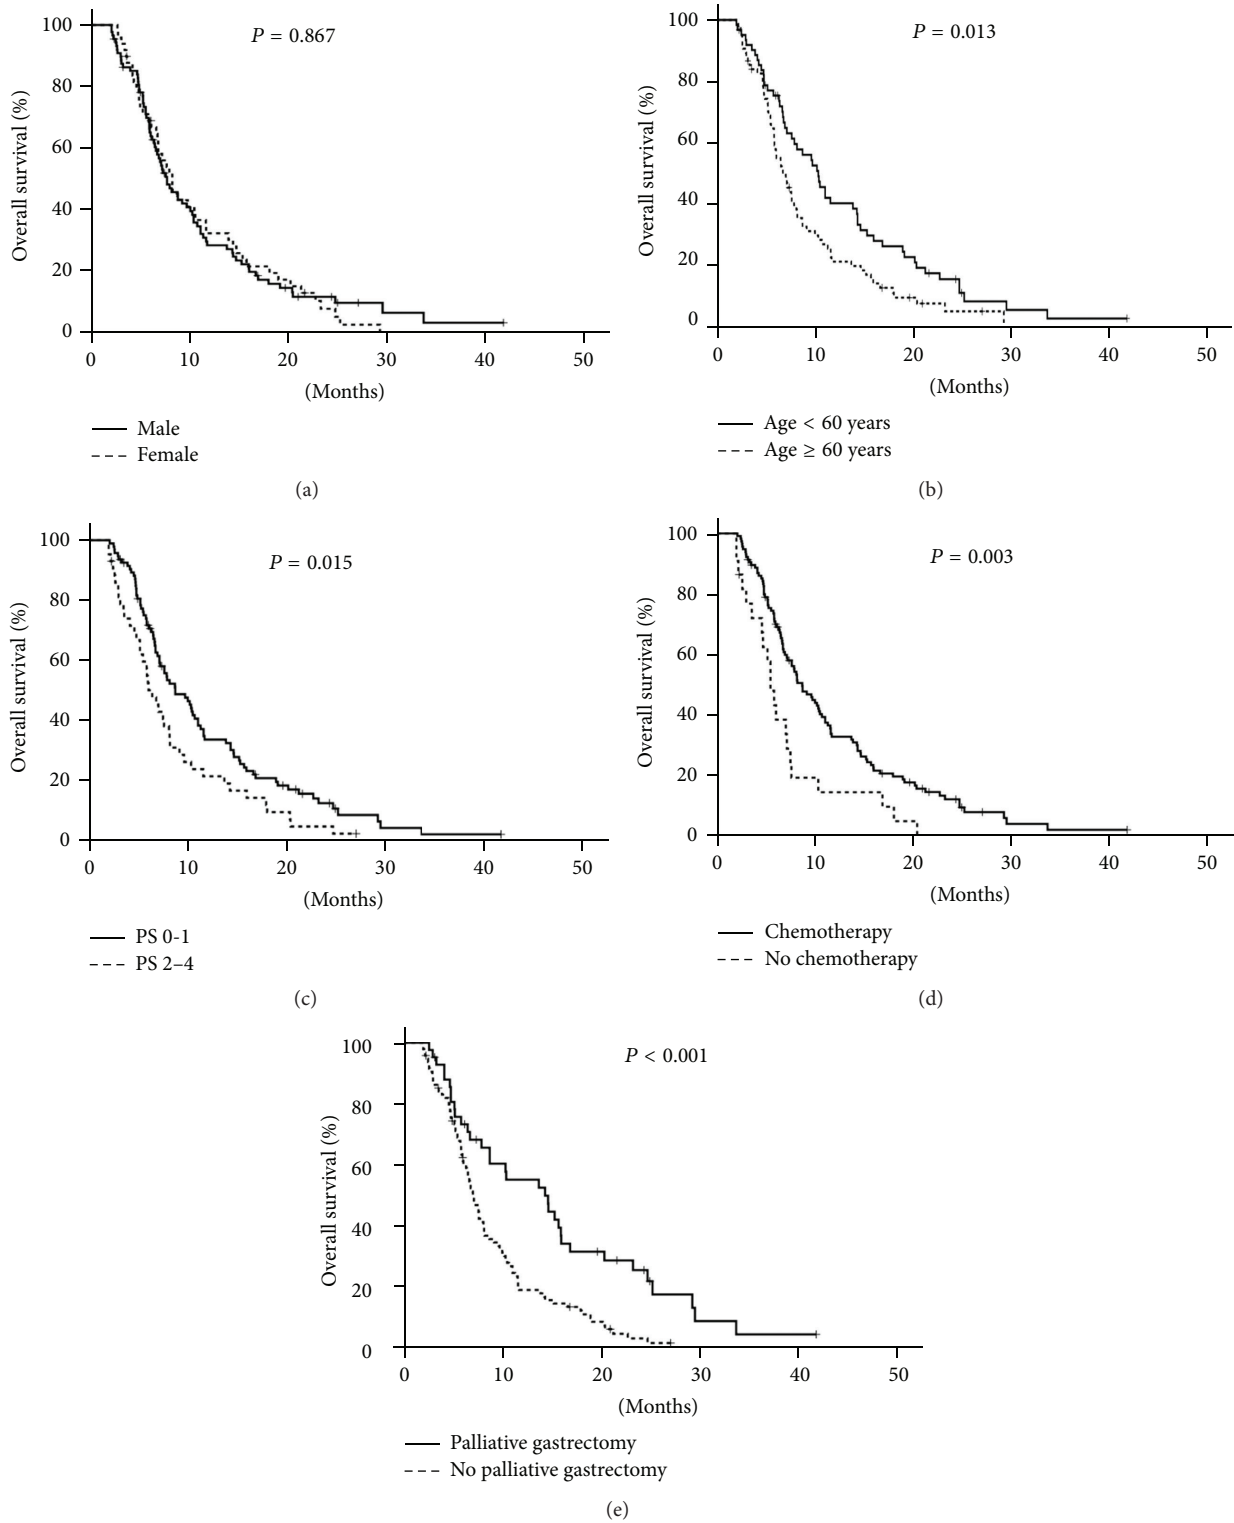 P = 0.867
Overall survival (%)
100
80
60
40
20
0
0 10 20 30 40 50
(Months)
Male
Female
(a)
P = 0.013
Overall survival (%)
100
80
60
40
20
0
0 10 20 30 40 50
(Months)
Age < 60 years
Age ≥ 60 years
(b)
P = 0.015
Overall survival (%)
100
80
60
40
20
0
0 10 20 30 40 50
(Months)
PS 0-1
PS 2–4
(c)
P = 0.003
Overall survival (%)
100
80
60
40
20
0
0 10 20 30 40 50
(Months)
Chemotherapy
No chemotherapy
(d)
P < 0.001
Overall survival (%)
100
80
60
40
20
0
0 10 20 30 40 50
(Months)
Palliative gastrectomy
No palliative gastrectomy
(e)